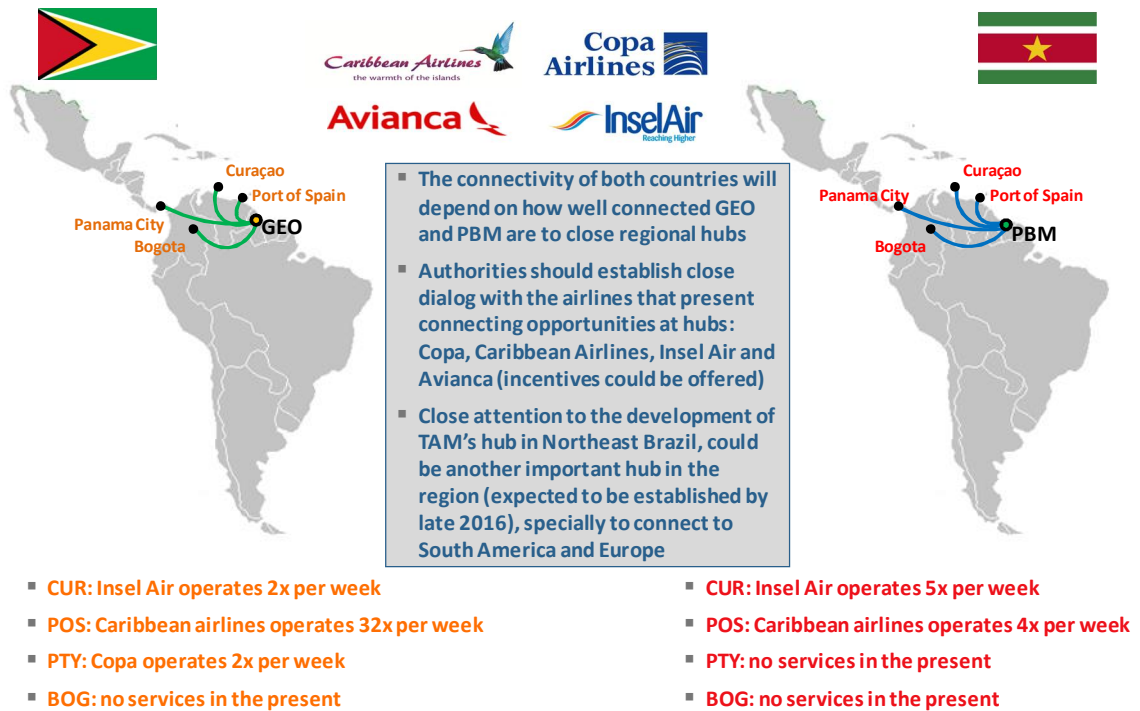 Caribbean Airlines
the warmth of the islands
Copa
Airlines
Avianca
InselAir
Reaching Higher
Curaçao
Port of Spain
Panama City
GEO
Bogota
▪ The connectivity of both countries will
depend on how well connected GEO
and PBM are to close regional hubs
▪ Authorities should establish close
dialog with the airlines that present
connecting opportunities at hubs:
Copa, Caribbean Airlines, Insel Air and
Avianca (incentives could be offered)
▪ Close attention to the development of
TAM’s hub in Northeast Brazil, could
be another important hub in the
region (expected to be established by
late 2016), specially to connect to
South America and Europe
Curaçao
Panama City
Port of Spain
Bogota
PBM
▪ CUR: Insel Air operates 2x per week
▪ POS: Caribbean airlines operates 32x per week
▪ PTY: Copa operates 2x per week
▪ BOG: no services in the present
▪ CUR: Insel Air operates 5x per week
▪ POS: Caribbean airlines operates 4x per week
▪ PTY: no services in the present
▪ BOG: no services in the present